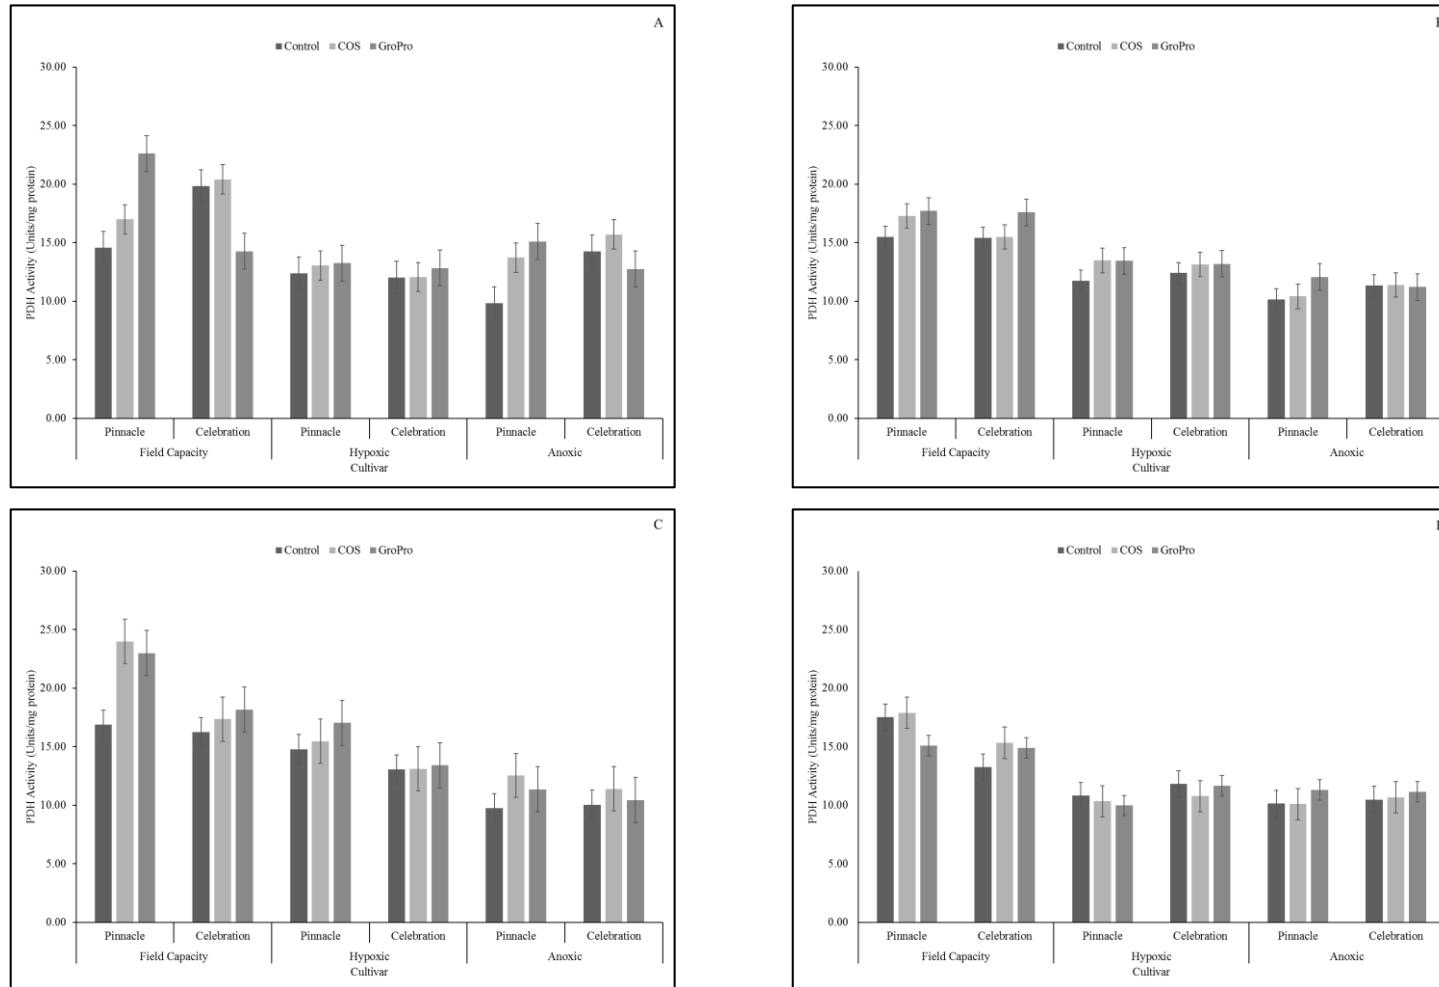 A
Control COS GroPro
30.00
25.00
20.00
15.00
10.00
5.00
0.00
PDH Activity (Units/mg protein)
Pinnacle Celebration Pinnacle Celebration Pinnacle Celebration
Field Capacity Hypoxic Anoxic
Cultivar
Control COS GroPro
30.00
25.00
20.00
15.00
10.00
5.00
0.00
PDH Activity (Units/mg protein)
Pinnacle Celebration Pinnacle Celebration Pinnacle Celebration
Field Capacity Hypoxic Anoxic
Cultivar
C
Control COS GroPro
30.00
25.00
20.00
15.00
10.00
5.00
0.00
PDH Activity (Units/mg protein)
Pinnacle Celebration Pinnacle Celebration Pinnacle Celebration
Field Capacity Hypoxic Anoxic
Cultivar
Control COS GroPro
30.00
25.00
20.00
15.00
10.00
5.00
0.00
PDH Activity (Units/mg protein)
Pinnacle Celebration Pinnacle Celebration Pinnacle Celebration
Field Capacity Hypoxic Anoxic
Cultivar